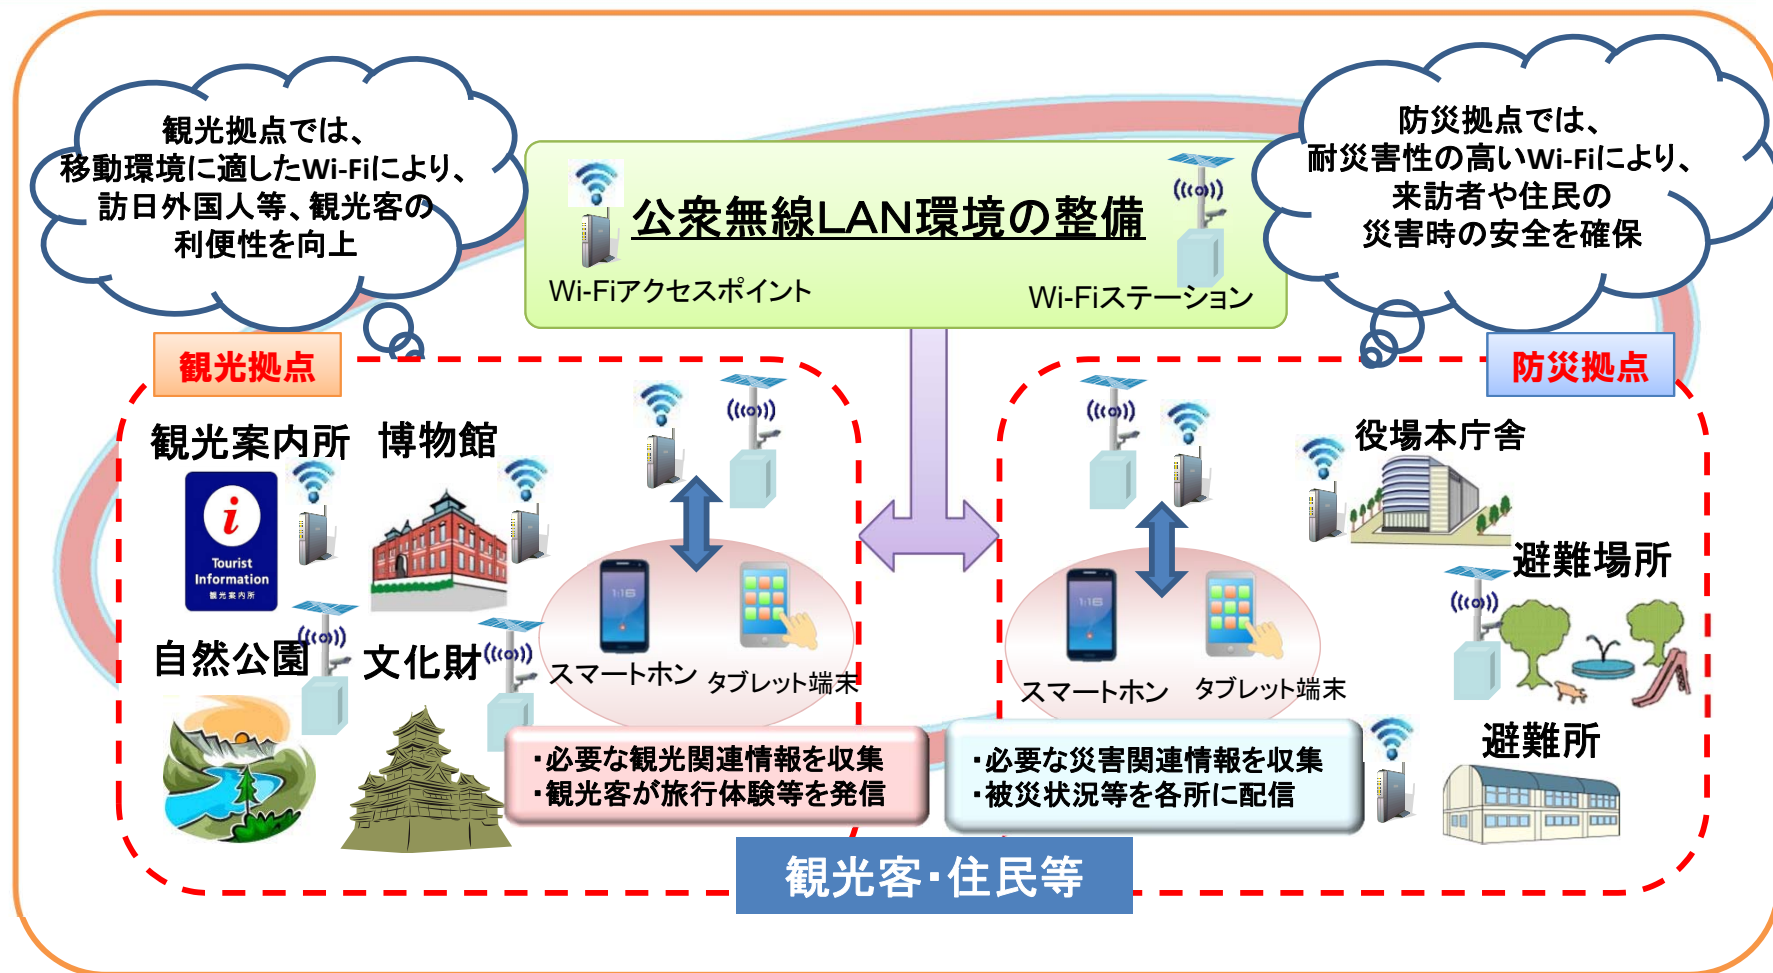 観光拠点では、
移動環境に適したWi-Fiにより、
訪日外国人等、観光客の
利便性を向上
公衆無線LAN環境の整備
Wi-Fiアクセスポイント
Wi-Fiステーション
防災拠点では、
耐災害性の高いWi-Fiにより、
来訪者や住民の
災害時の安全を確保
観光拠点
観光案内所
博物館
i
Tourist
Information
観光案内所
自然公園
文化財
1:16
スマートホン
タブレット端末
・必要な観光関連情報を収集
・観光客が旅行体験等を発信
防災拠点
役場本庁舎
避難場所
1:16
スマートホン
タブレット端末
・必要な災害関連情報を収集
・被災状況等を各所に配信
避難所
観光客・住民等